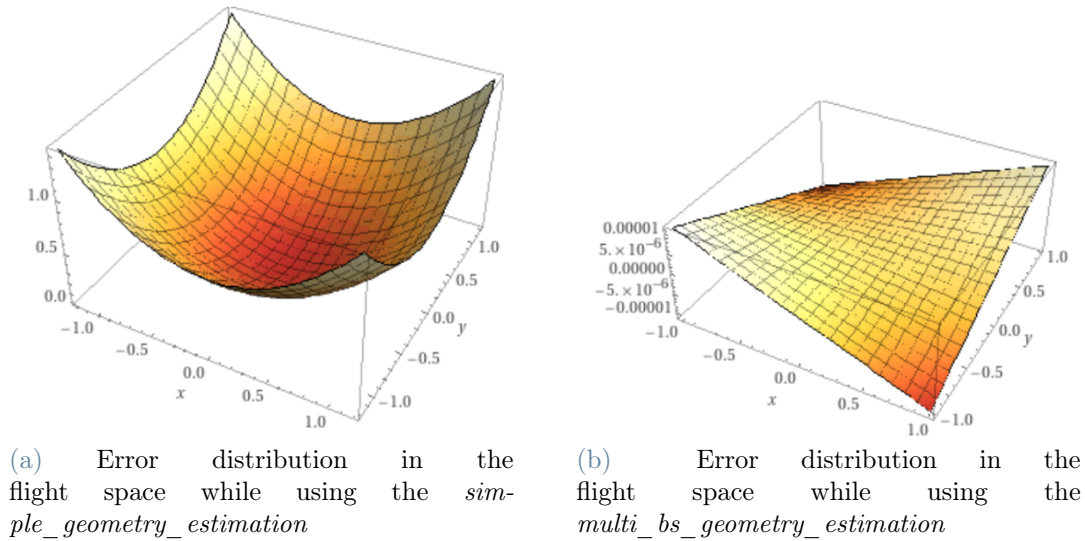 1.0
0.5
0.0
−1.0
−0.5
0.0
0.5
1.0
x
1.0
0.5
0.0
y
−0.5
−1.0
0.00001
5.×10⁻⁶
0.00000
−5.×10⁻⁶
−0.00001
−1.0
−0.5
0.0
0.5
1.0
x
1.0
0.5
0.0
y
−0.5
−1.0
(a) Error distribution in the
flight space while using the sim-
ple_geometry_estimation
(b) Error distribution in the
flight space while using the
multi_bs_geometry_estimation